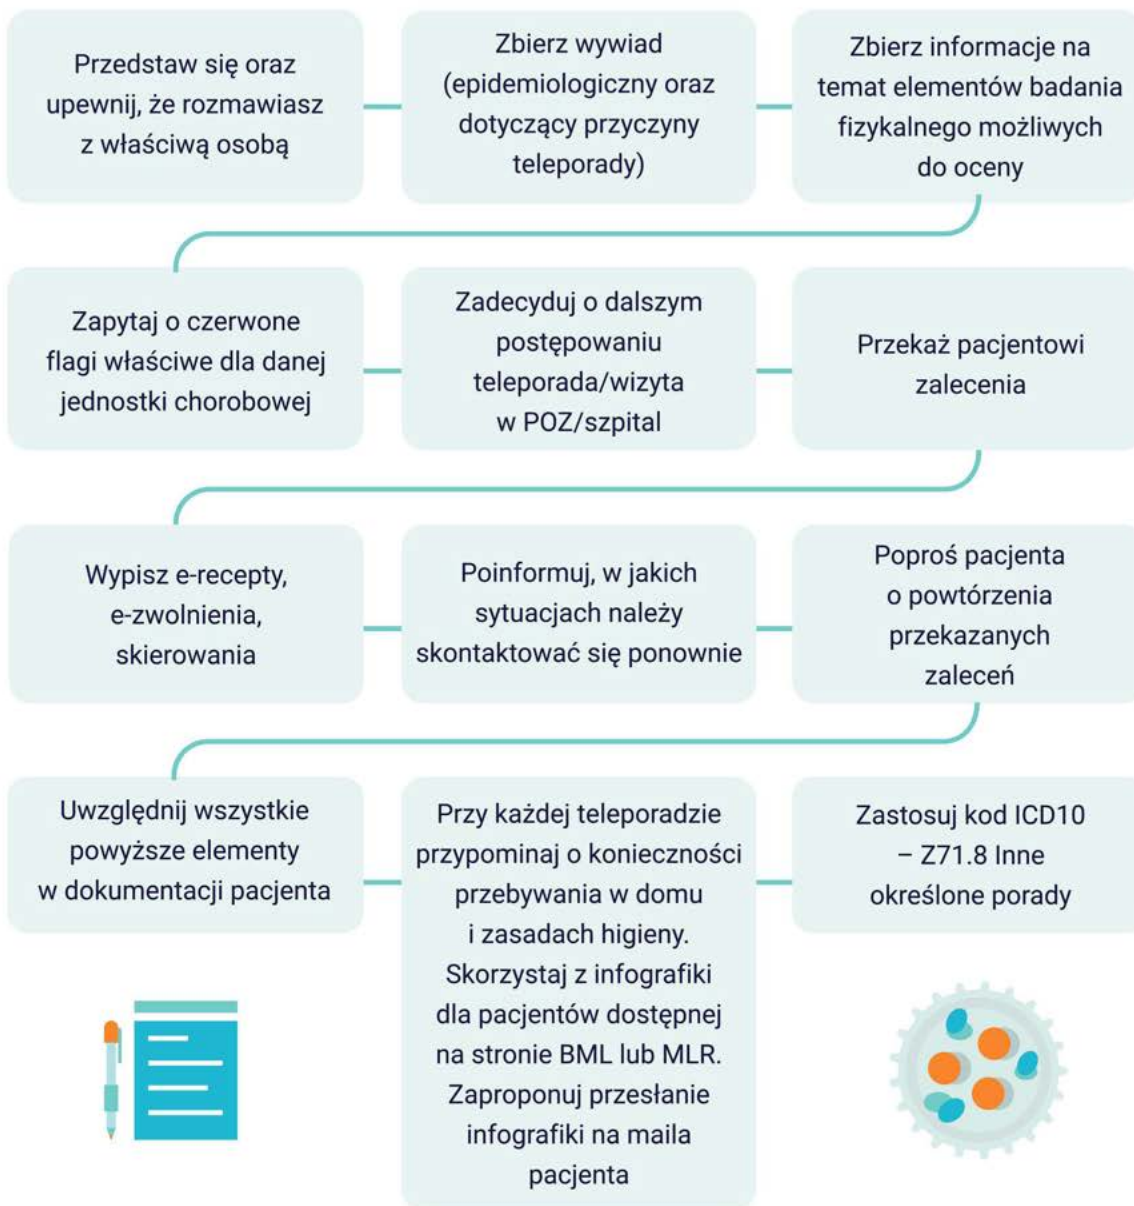 Przedstaw się oraz
upewnij, że rozmawiasz
z właściwą osobą
Zbierz wywiad
(epidemiologiczny oraz
dotyczący przyczyny
teleporady)
Zbierz informacje na
temat elementów badania
fizykalnego możliwych
do oceny
Zapytaj o czerwone
flagi właściwe dla danej
jednostki chorobowej
Zadecyduj o dalszym
postępowaniu
teleporada/wizyta
w POZ/szpital
Przekaż pacjentowi
zalecenia
Wypisz e-recepty,
e-zwolnienia,
skierowania
Poinformuj, w jakich
sytuacjach należy
skontaktować się ponownie
Poproś pacjenta
o powtórzenia
przekazanych
zaleceń
Uwzględnij wszystkie
powyższe elementy
w dokumentacji pacjenta
Przy każdej teleporadzie
przypominaj o konieczności
przebywania w domu
i zasadach higieny.
Skorzystaj z infografiki
dla pacjentów dostępnej
na stronie BML lub MLR.
Zaproponuj przesłanie
infografiki na maila
pacjenta
Zastosuj kod ICD10
– Z71.8 Inne
określone porady